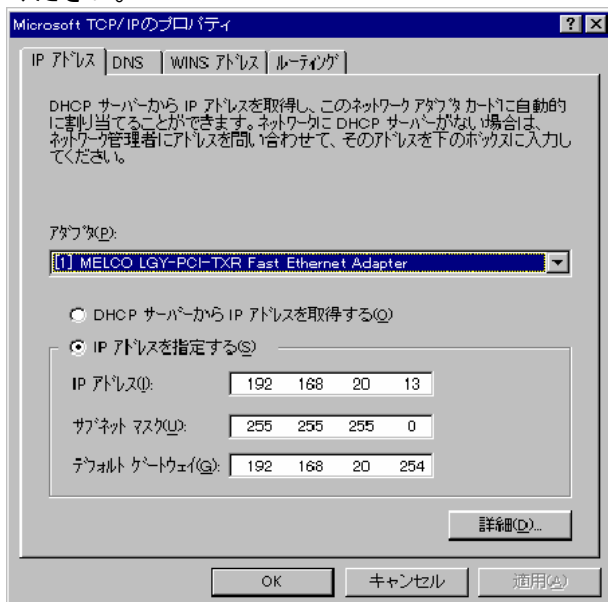 ください。
Microsoft TCP/IPのプロパティ
IP アドレス DNS WINS アドレス ルーティング
DHCP サーバーから IP アドレスを取得し、このネットワーク アダプタ カードに自動的
に割り当てることができます。ネットワークに DHCP サーバーがない場合は、
ネットワーク管理者にアドレスを問い合わせて、そのアドレスを下のボックスに入力し
てください。
アダプタ(P):
[1] MELCO LGY-PCI-TXR Fast Ethernet Adapter
DHCP サーバーから IP アドレスを取得する(O)
IP アドレスを指定する(S)
IP アドレス(I): 192 168 20 13
サブネット マスク(U): 255 255 255 0
デフォルト ゲートウェイ(G): 192 168 20 254
詳細(D)...
OK キャンセル 適用(A)